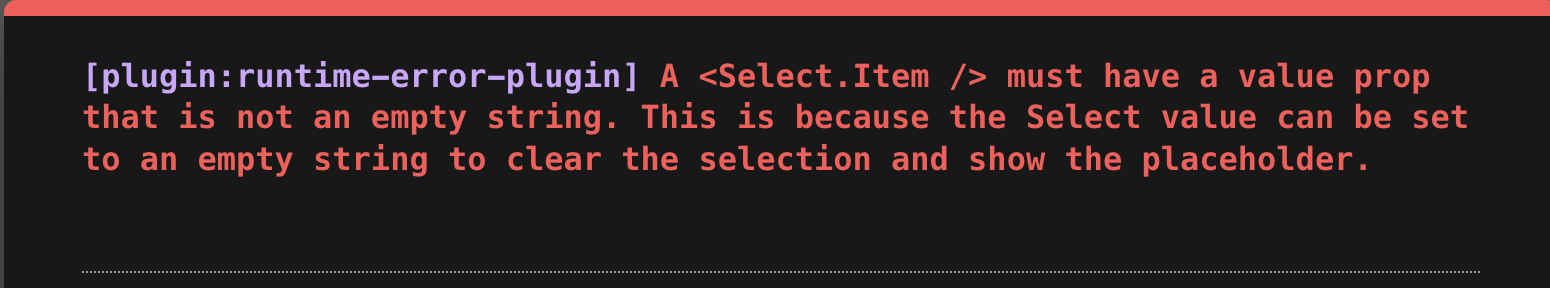 [plugin:runtime-error-plugin] A <Select.Item /> must have a value prop
that is not an empty string. This is because the Select value can be set
to an empty string to clear the selection and show the placeholder.